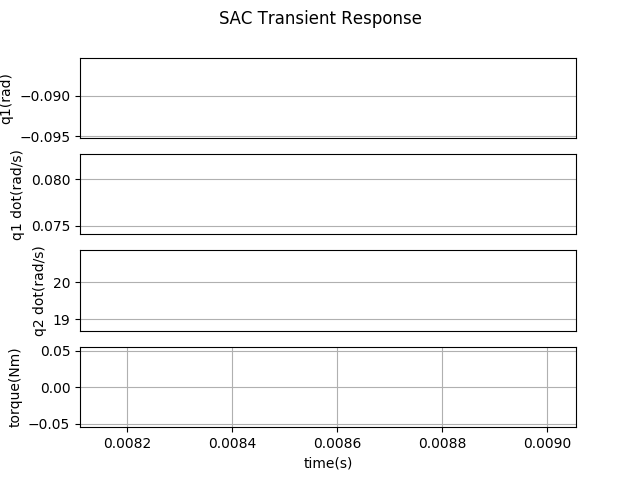 SAC Transient Response
q1(rad)
−0.090
−0.095
q1 dot(rad/s)
0.080
0.075
q2 dot(rad/s)
20
19
torque(Nm)
0.05
0.00
−0.05
0.0082 0.0084 0.0086 0.0088 0.0090
time(s)